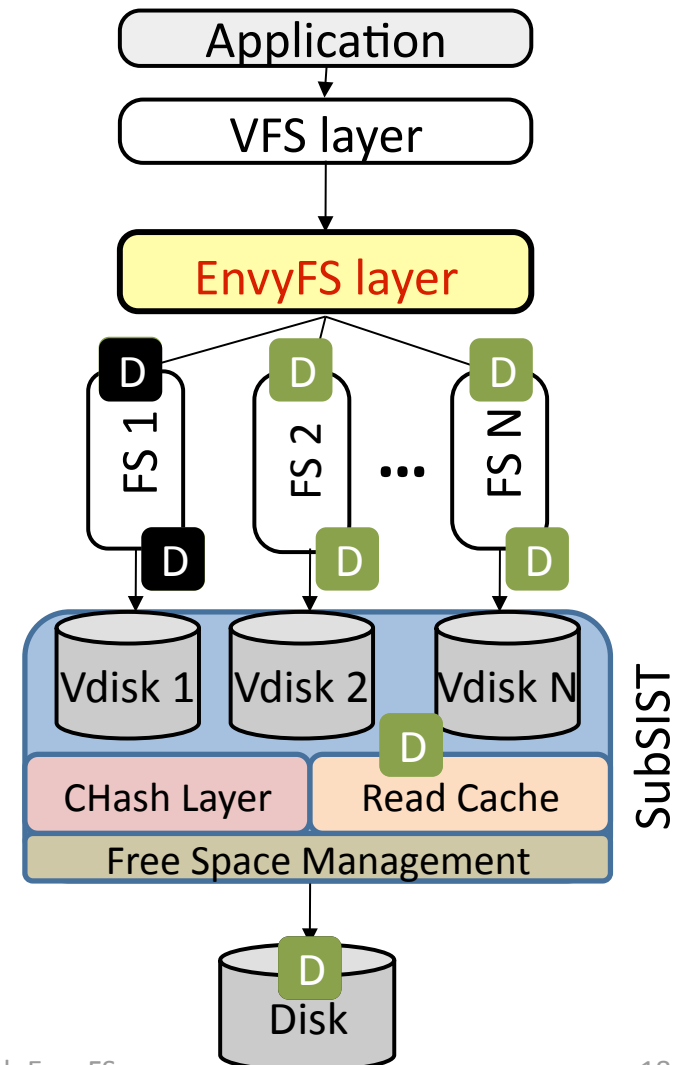 Application
VFS layer
EnvyFS layer
D D D
FS 1 FS 2 ... FS N
D D D
Vdisk 1 Vdisk 2 Vdisk N
SubSIST
D
CHash Layer Read Cache
Free Space Management
D
Disk